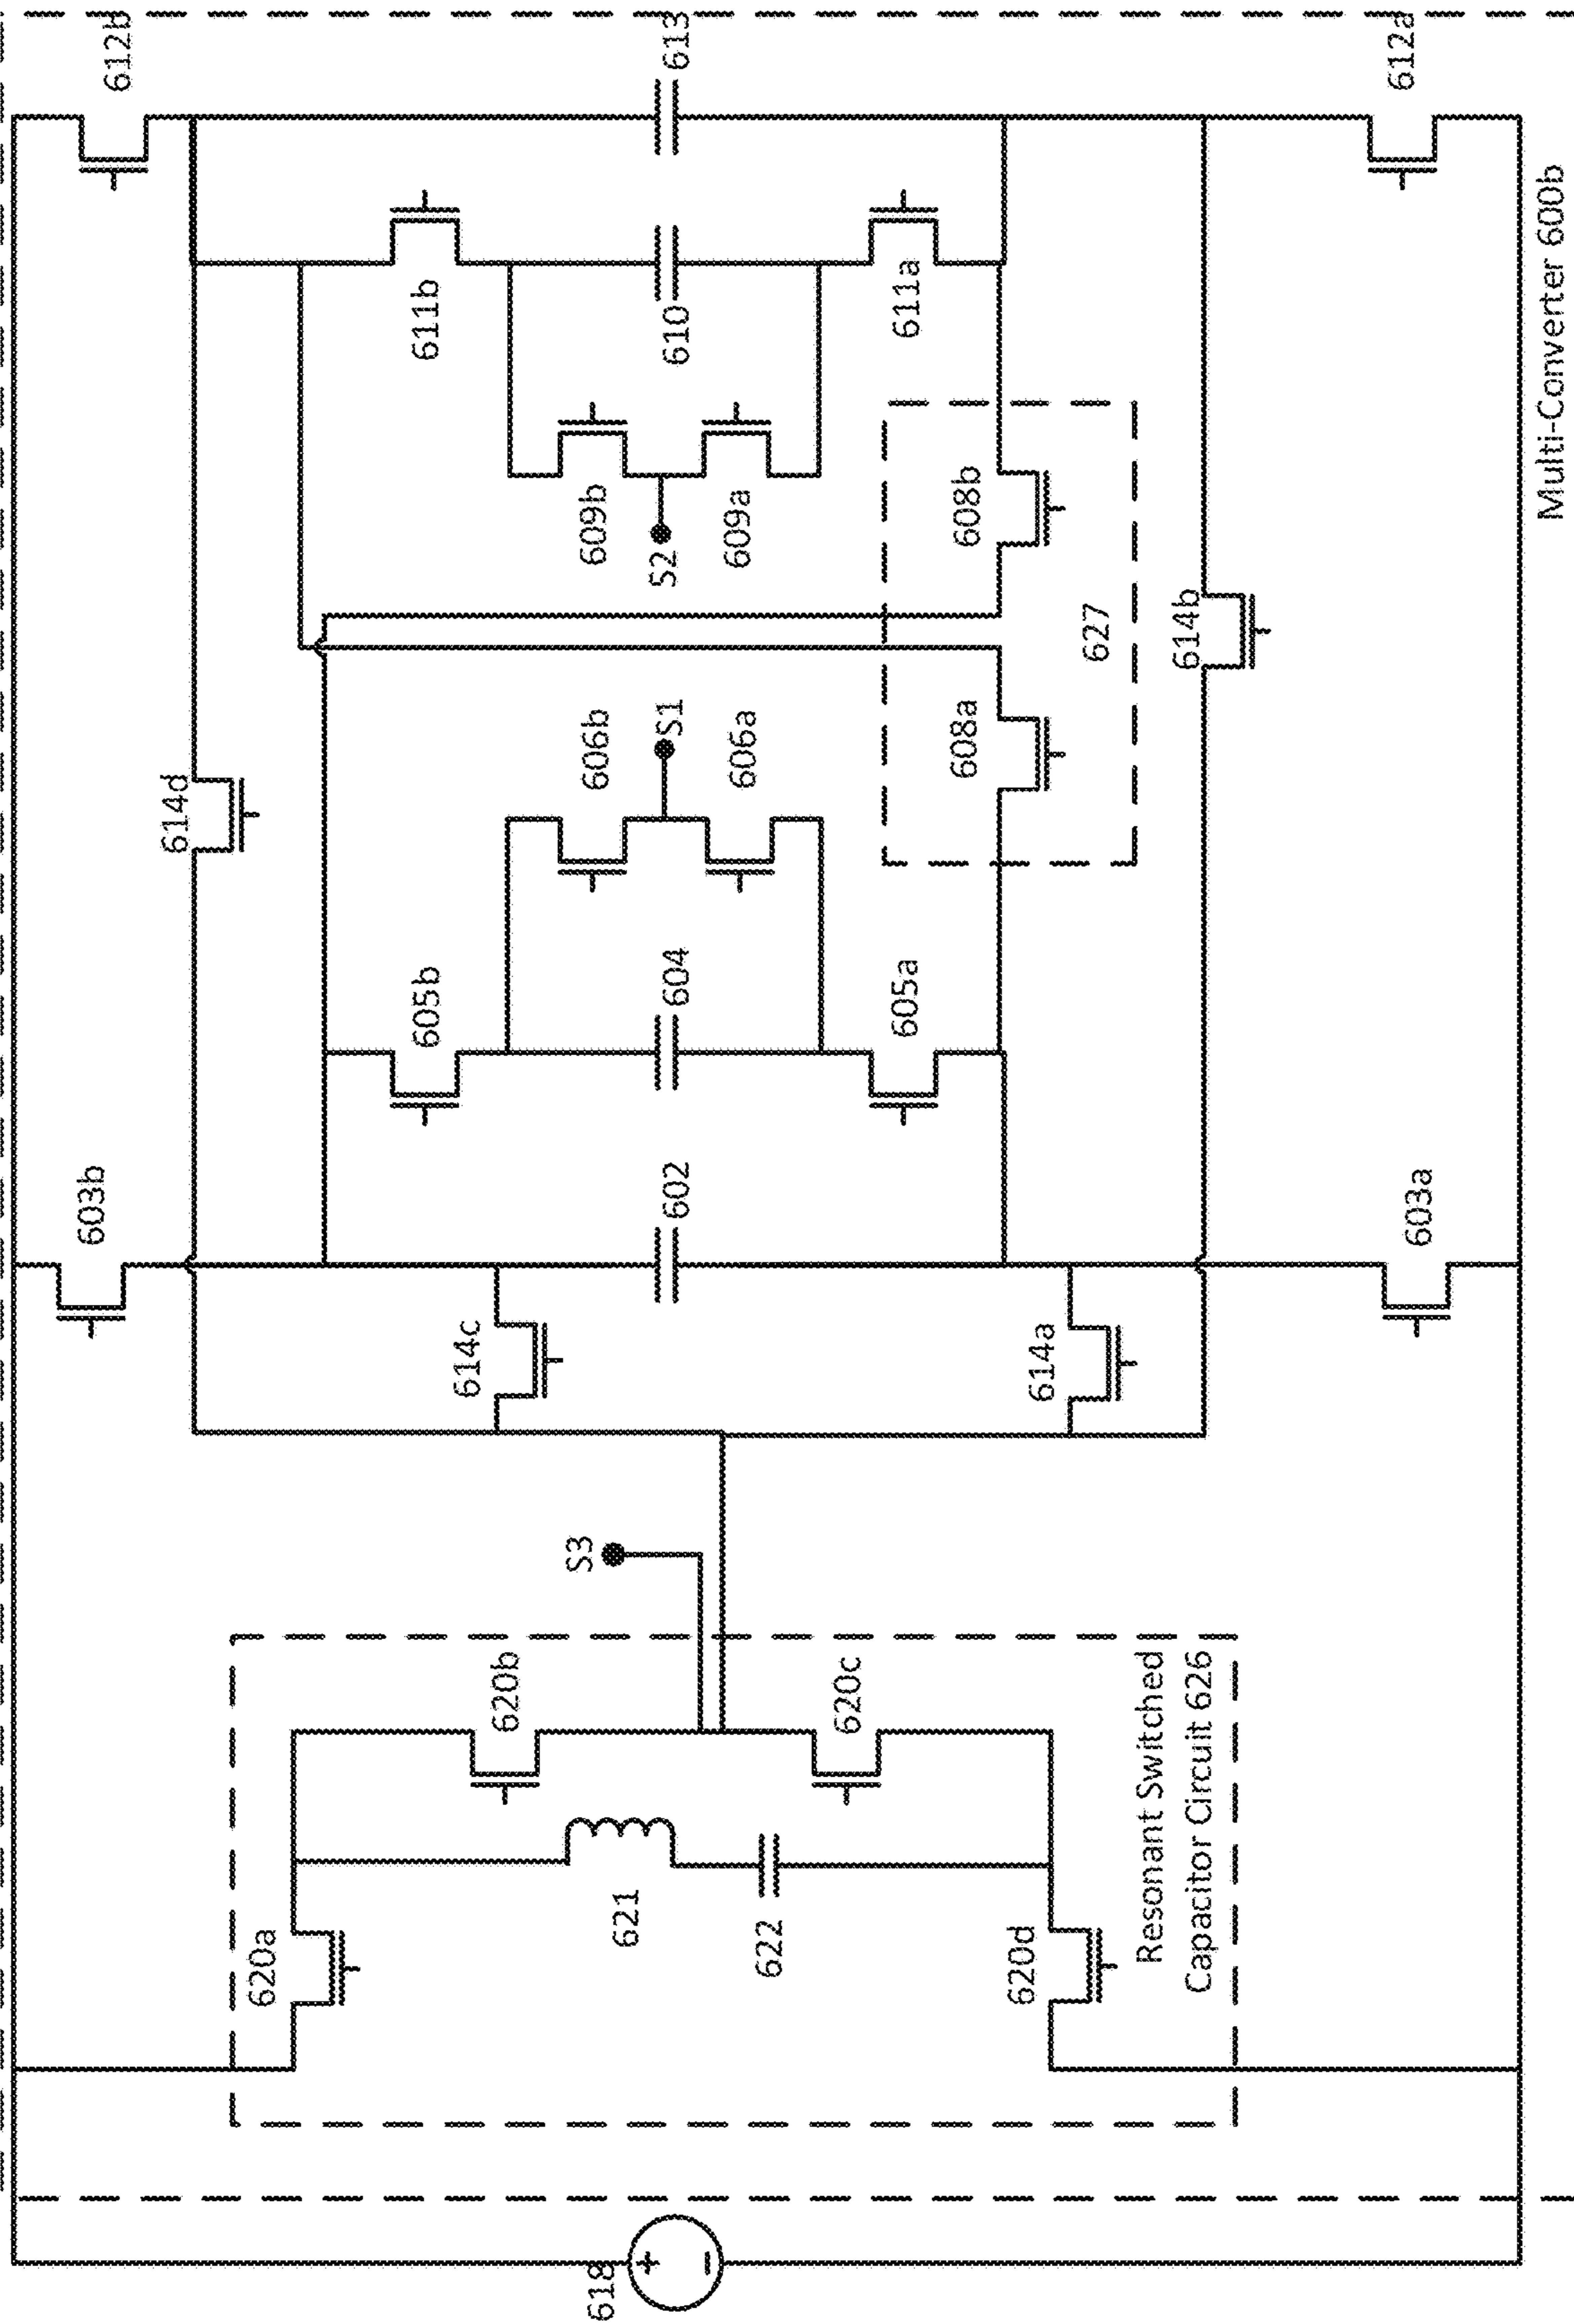 603b
612b
614d
620a
605b
611b
614c
620b
S3
606b
609b
618
+
−
621
602
604
S1
S2
610
613
622
606a
609a
620c
605a
611a
608a
608b
620d
614a
627
614b
Resonant Switched
Capacitor Circuit 626
603a
612a
Multi-Converter 600b